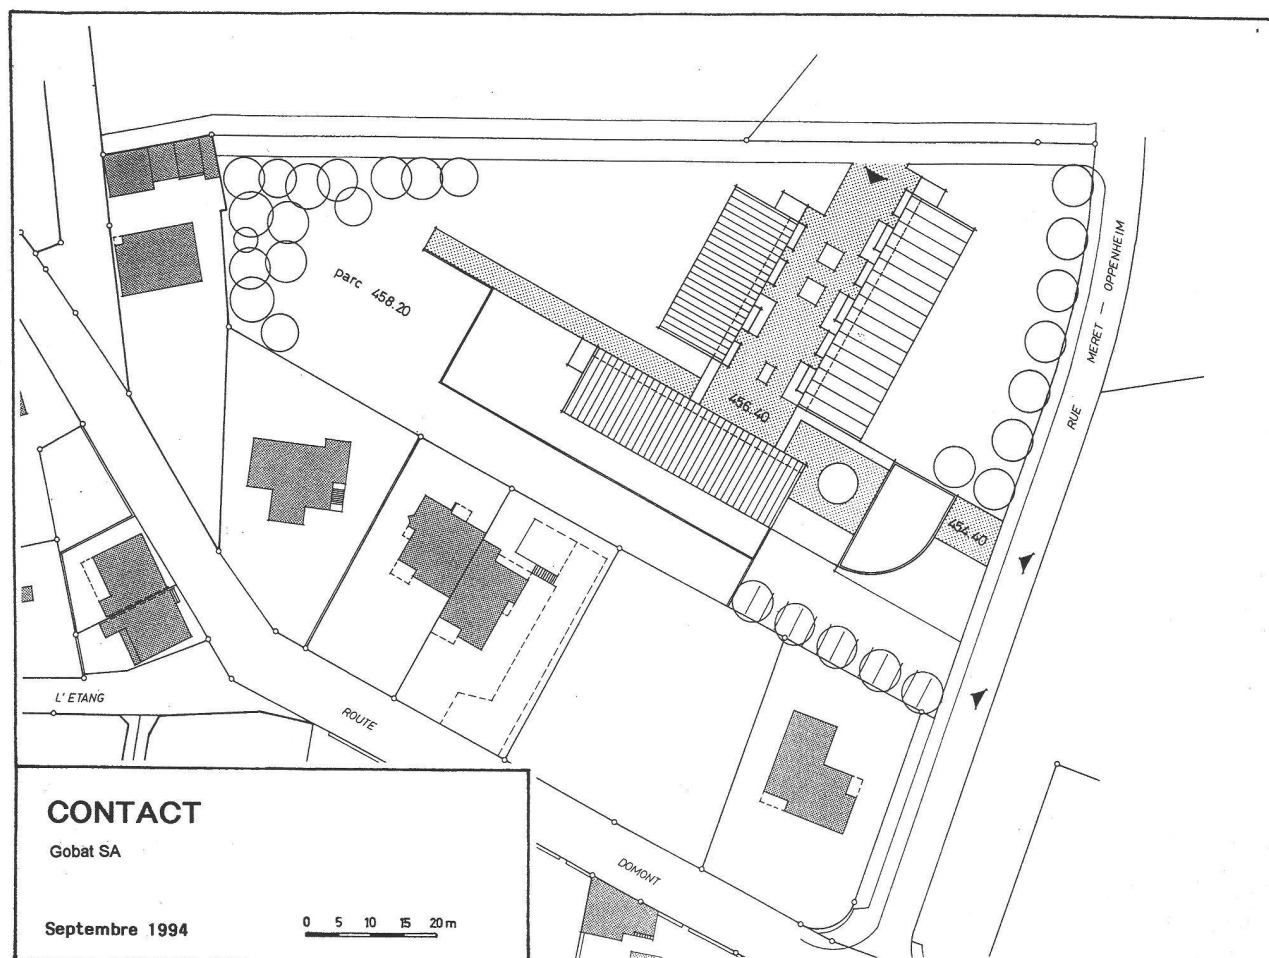 parc 458.20
456.40
454.40
RUE MERET — OPPENHEIM
L'ETANG
ROUTE
DOMONT
CONTACT
Gobat SA
Septembre 1994
0 5 10 15 20 m